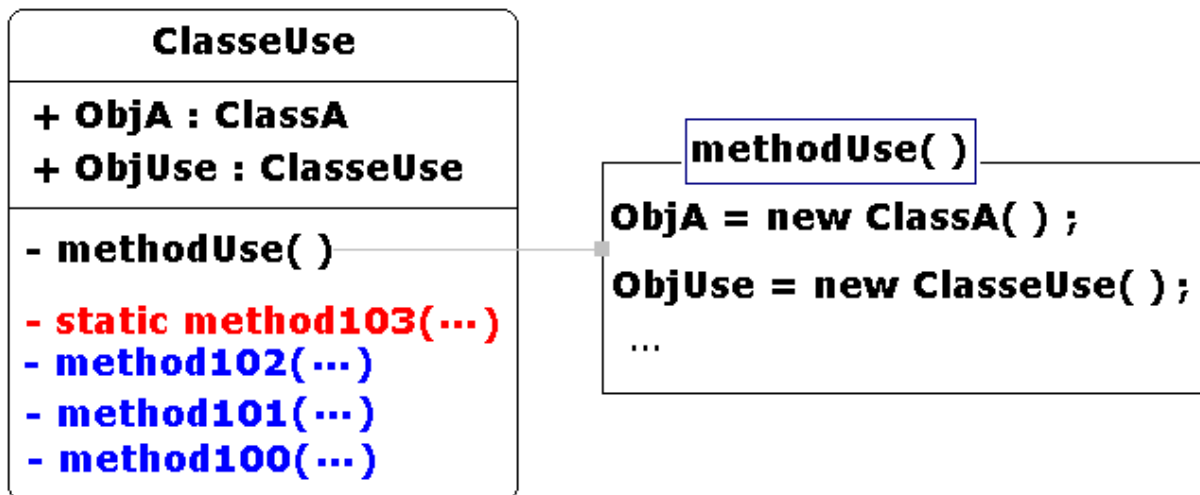 ClasseUse
+ ObjA : ClassA
+ ObjUse : ClasseUse
- methodUse( )
- static method103(...)
- method102(...)
- method101(...)
- method100(...)
methodUse( )
ObjA = new ClassA( ) ;
ObjUse = new ClasseUse( ) ;
...